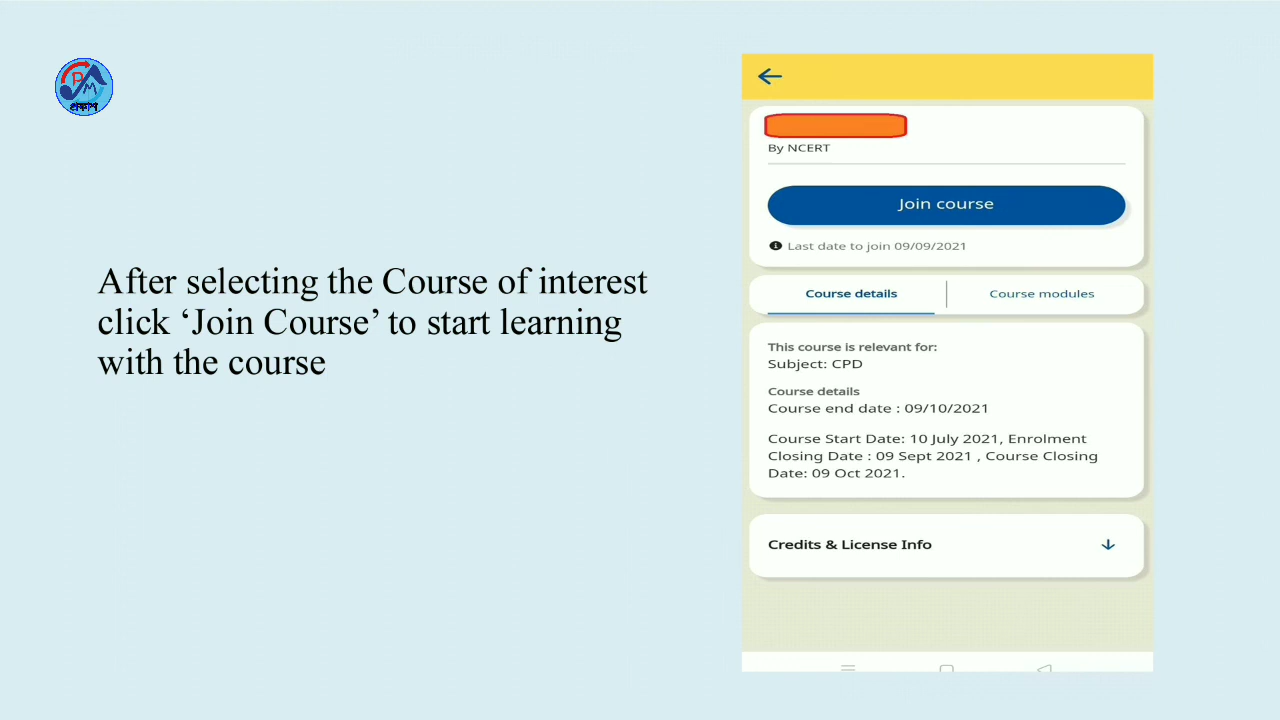 After selecting the Course of interest
click ‘Join Course’ to start learning
with the course
By NCERT
Join course
Last date to join 09/09/2021
Course details
Course modules
This course is relevant for:
Subject: CPD
Course details
Course end date : 09/10/2021
Course Start Date: 10 July 2021, Enrolment
Closing Date : 09 Sept 2021 , Course Closing
Date: 09 Oct 2021.
Credits & License Info